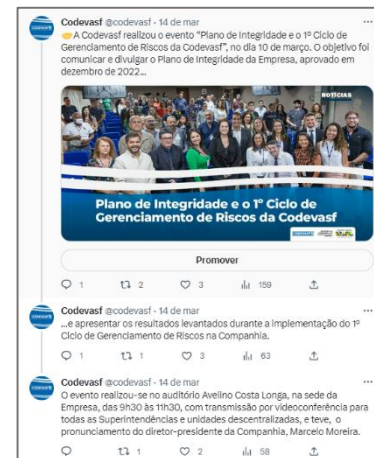 Codevasf @codevasf · 14 de mar
A Codevasf realizou o evento "Plano de Integridade e o 1º Ciclo de
Gerenciamento de Riscos da Codevasf", no dia 10 de março. O objetivo foi
comunicar e divulgar o Plano de Integridade da Empresa, aprovado em
dezembro de 2022...
NOTÍCIAS
Plano de Integridade e o 1º Ciclo de
Gerenciamento de Riscos da Codevasf
Promover
1 2 3 159
Codevasf @codevasf · 14 de mar
...e apresentar os resultados levantados durante a implementação do 1º
Ciclo de Gerenciamento de Riscos na Companhia.
1 1 3 63
Codevasf @codevasf · 14 de mar
O evento realizou-se no auditório Avelino Costa Longa, na sede da
Empresa, das 9h30 às 11h30, com transmissão por videoconferência para
todas as Superintendências e unidades descentralizadas, e teve, o
pronunciamento do diretor-presidente da Companhia, Marcelo Moreira.
1 2 58